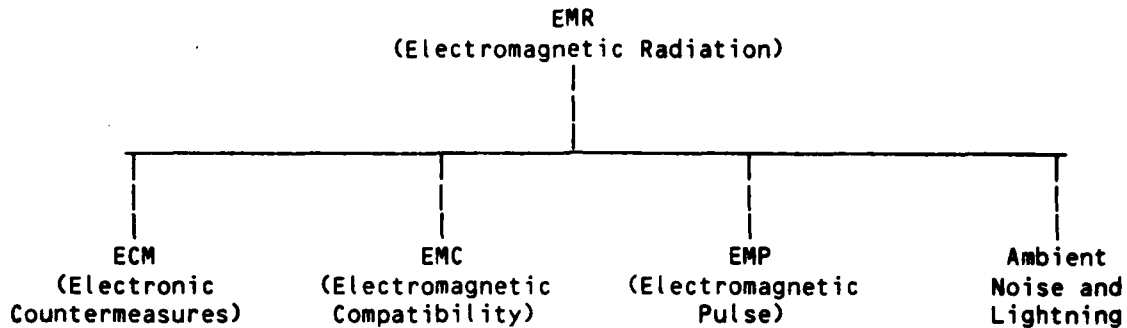 EMR
(Electromagnetic Radiation)
ECM
(Electronic
Countermeasures)
EMC
(Electromagnetic
Compatibility)
EMP
(Electromagnetic
Pulse)
Ambient
Noise and
Lightning